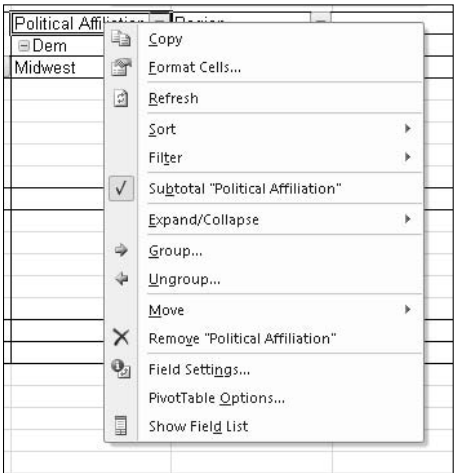 Political Affiliation Region
Dem
Midwest
Copy
Format Cells...
Refresh
Sort
Filter
Subtotal "Political Affiliation"
Expand/Collapse
Group...
Ungroup...
Move
Remove "Political Affiliation"
Field Settings...
PivotTable Options...
Show Field List